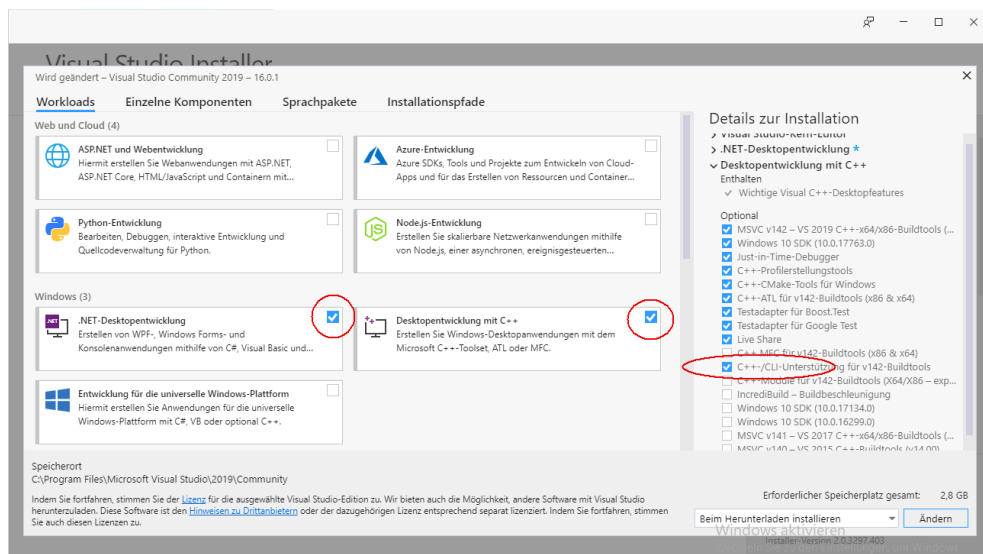 Visual Studio Installer
Wird geändert – Visual Studio Community 2019 – 16.0.1
Workloads Einzelne Komponenten Sprachpakete Installationspfade
Web und Cloud (4)
ASP.NET und Webentwicklung
Hiermit erstellen Sie Webanwendungen mit ASP.NET,
ASP.NET Core, HTML/JavaScript und Containern mit...
Azure-Entwicklung
Azure SDKs, Tools und Projekte zum Entwickeln von Cloud-
Apps und für das Erstellen von Ressourcen und Container...
Python-Entwicklung
Bearbeiten, Debuggen, interaktive Entwicklung und
Quellcodeverwaltung für Python.
Node.js-Entwicklung
Erstellen Sie skalierbare Netzwerkanwendungen mithilfe
von Node.js, einer asynchronen, ereignisgesteuerten...
Windows (3)
.NET
.NET-Desktopentwicklung
Erstellen von WPF-, Windows Forms- und
Konsolenanwendungen mithilfe von C#, Visual Basic und...
Desktopentwicklung mit C++
Erstellen Sie Windows-Desktopanwendungen mit dem
Microsoft C++-Toolset, ATL oder MFC.
Entwicklung für die universelle Windows-Plattform
Hiermit erstellen Sie Anwendungen für die universelle
Windows-Plattform mit C#, VB oder optional C++.
Details zur Installation
Visual Studio-Kern-Editor
.NET-Desktopentwicklung *
Desktopentwicklung mit C++
Enthalten
Wichtige Visual C++-Desktopfeatures
Optional
MSVC v142 – VS 2019 C++-x64/x86-Buildtools (...
Windows 10 SDK (10.0.17763.0)
Just-in-Time-Debugger
C++-Profilerstellungstools
C++-CMake-Tools für Windows
C++-ATL für v142-Buildtools (x86 & x64)
Testadapter für Boost.Test
Testadapter für Google Test
Live Share
C++-MFC für v142-Buildtools (x86 & x64)
C++-/CLI-Unterstützung für v142-Buildtools
C++-Module für v142-Buildtools (X64/X86 – exp...
IncrediBuild – Buildbeschleunigung
Windows 10 SDK (10.0.17134.0)
Windows 10 SDK (10.0.16299.0)
MSVC v141 – VS 2017 C++-x64/x86-Buildtools (...
MSVC v140 – VS 2015 C++-Buildtools (v14.00)
Speicherort
C:\Program Files\Microsoft Visual Studio\2019\Community
Indem Sie fortfahren, stimmen Sie der Lizenz für die ausgewählte Visual Studio-Edition zu. Wir bieten auch die Möglichkeit, andere Software mit Visual Studio
herunterzuladen. Diese Software ist den Hinweisen zu Drittanbietern oder der dazugehörigen Lizenz entsprechend separat lizenziert. Indem Sie fortfahren, stimmen
Sie auch diesen Lizenzen zu.
Erforderlicher Speicherplatz gesamt: 2,8 GB
Beim Herunterladen installieren Ändern
Windows aktivieren
Installer-Version 2.0.3297.403